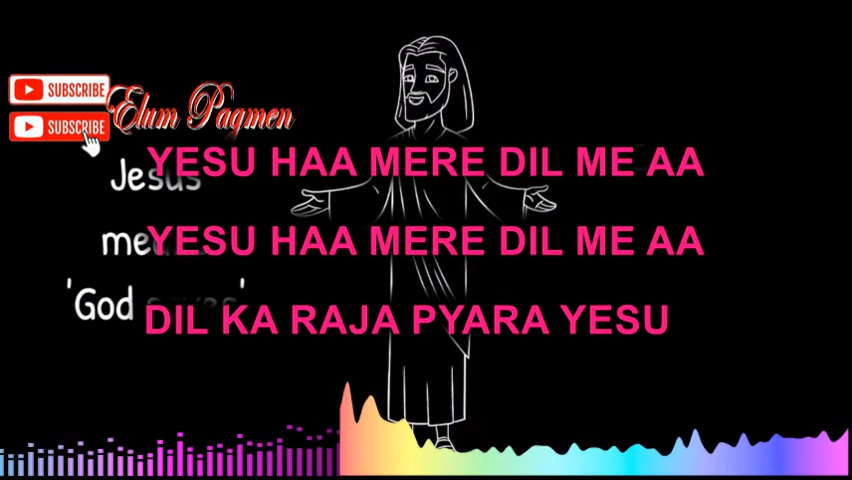 SUBSCRIBE
SUBSCRIBE
Elum Pagmen
YESU HAA MERE DIL ME AA
Jesus
YESU HAA MERE DIL ME AA
'God
DIL KA RAJA PYARA YESU